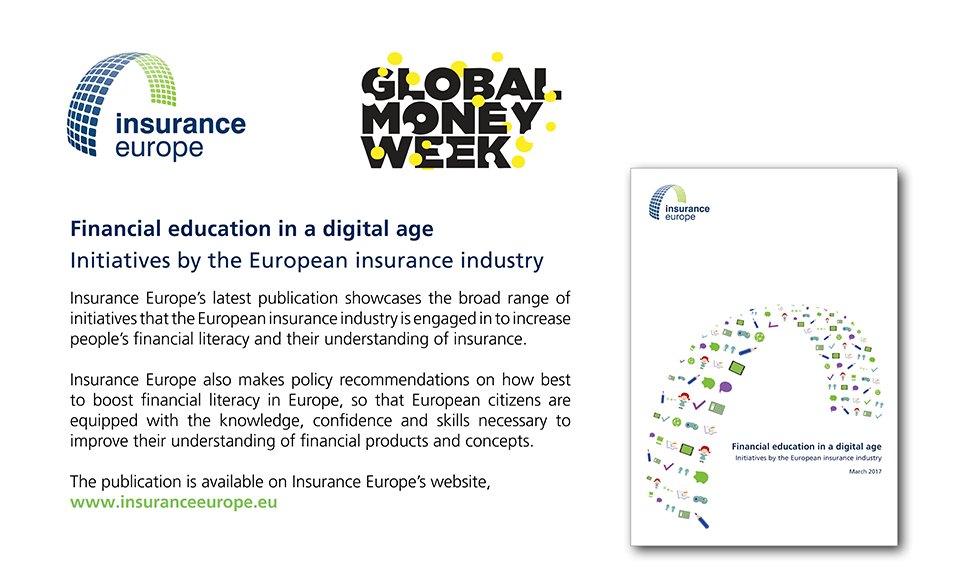 insurance
europe
GLOBAL
MONEY
WEEK
Financial education in a digital age
Initiatives by the European insurance industry
Insurance Europe’s latest publication showcases the broad range of
initiatives that the European insurance industry is engaged in to increase
people’s financial literacy and their understanding of insurance.
Insurance Europe also makes policy recommendations on how best
to boost financial literacy in Europe, so that European citizens are
equipped with the knowledge, confidence and skills necessary to
improve their understanding of financial products and concepts.
The publication is available on Insurance Europe’s website,
www.insuranceeurope.eu
insurance
europe
Financial education in a digital age
Initiatives by the European insurance industry
March 2017